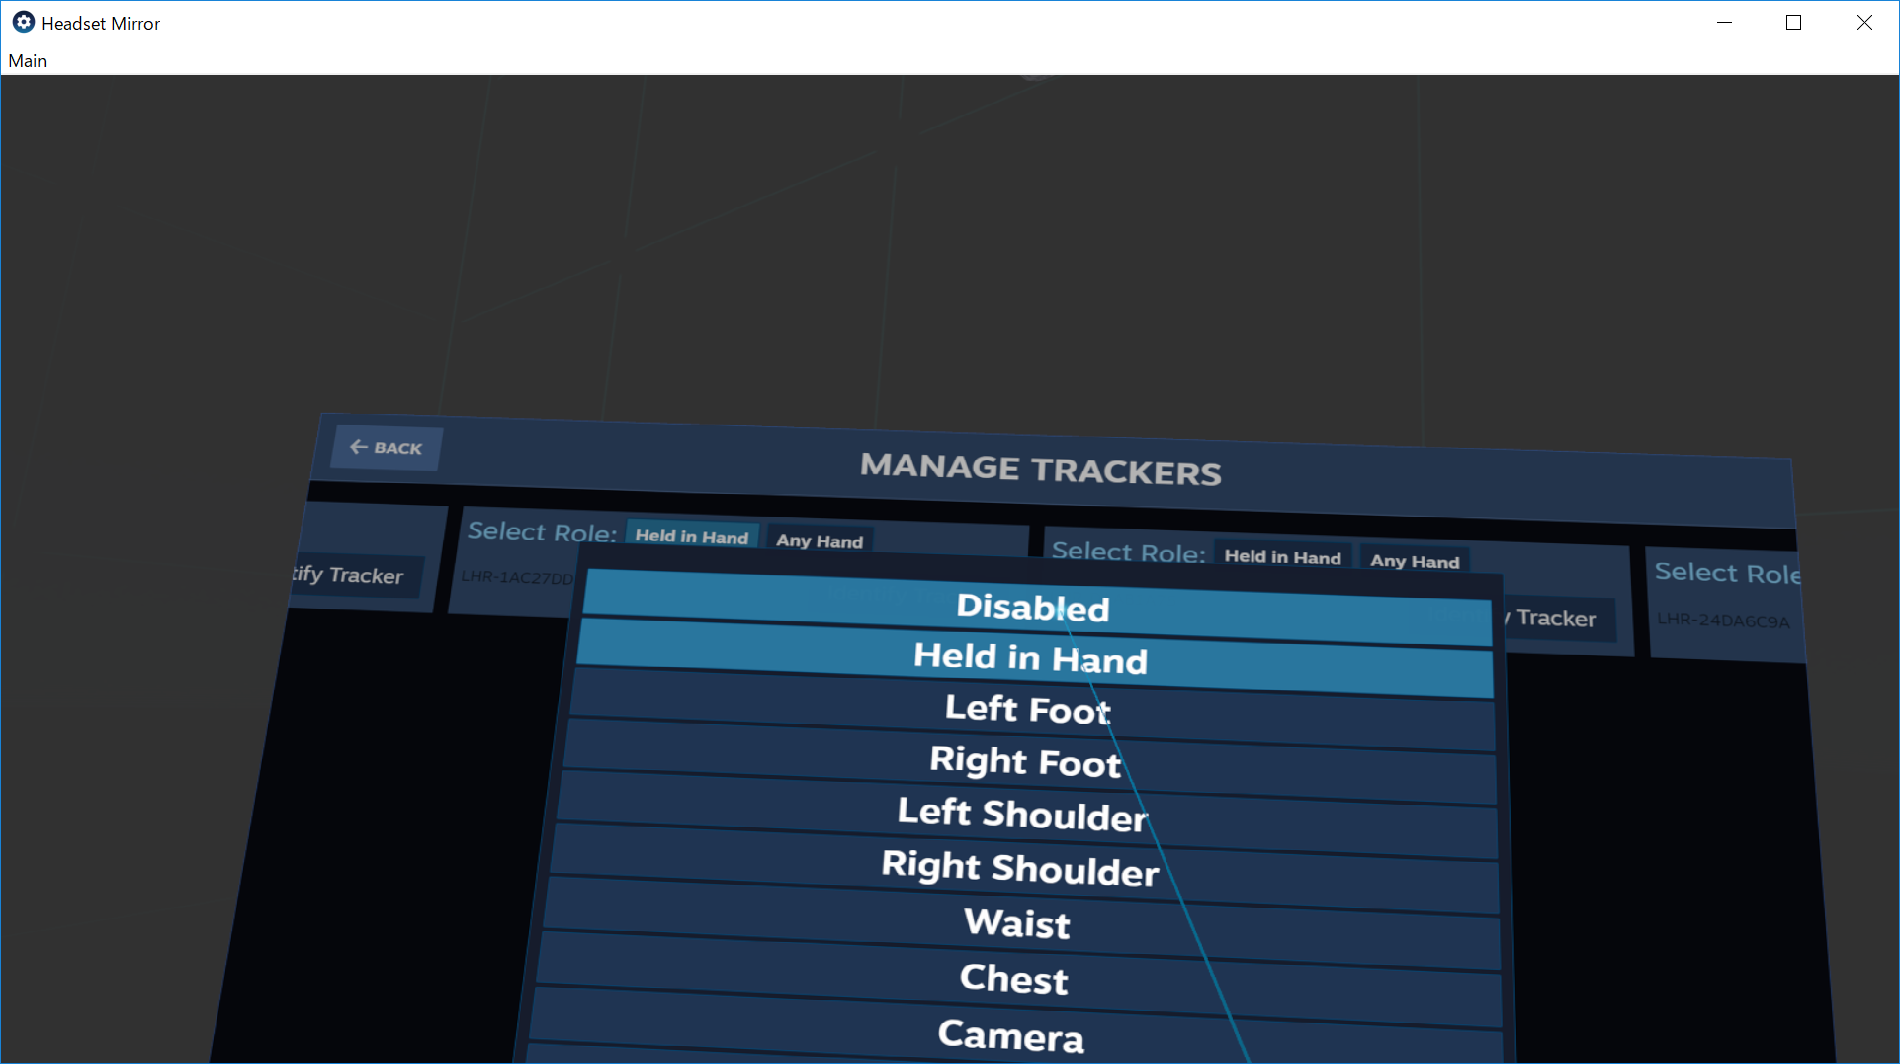 Headset Mirror
Main
← BACK
MANAGE TRACKERS
Select Role: Held in Hand Any Hand
Select Role: Held in Hand Any Hand
Select Role
tify Tracker
LHR-1AC27DD
y Tracker
LHR-24DA6C9A
Disabled
Held in Hand
Left Foot
Right Foot
Left Shoulder
Right Shoulder
Waist
Chest
Camera